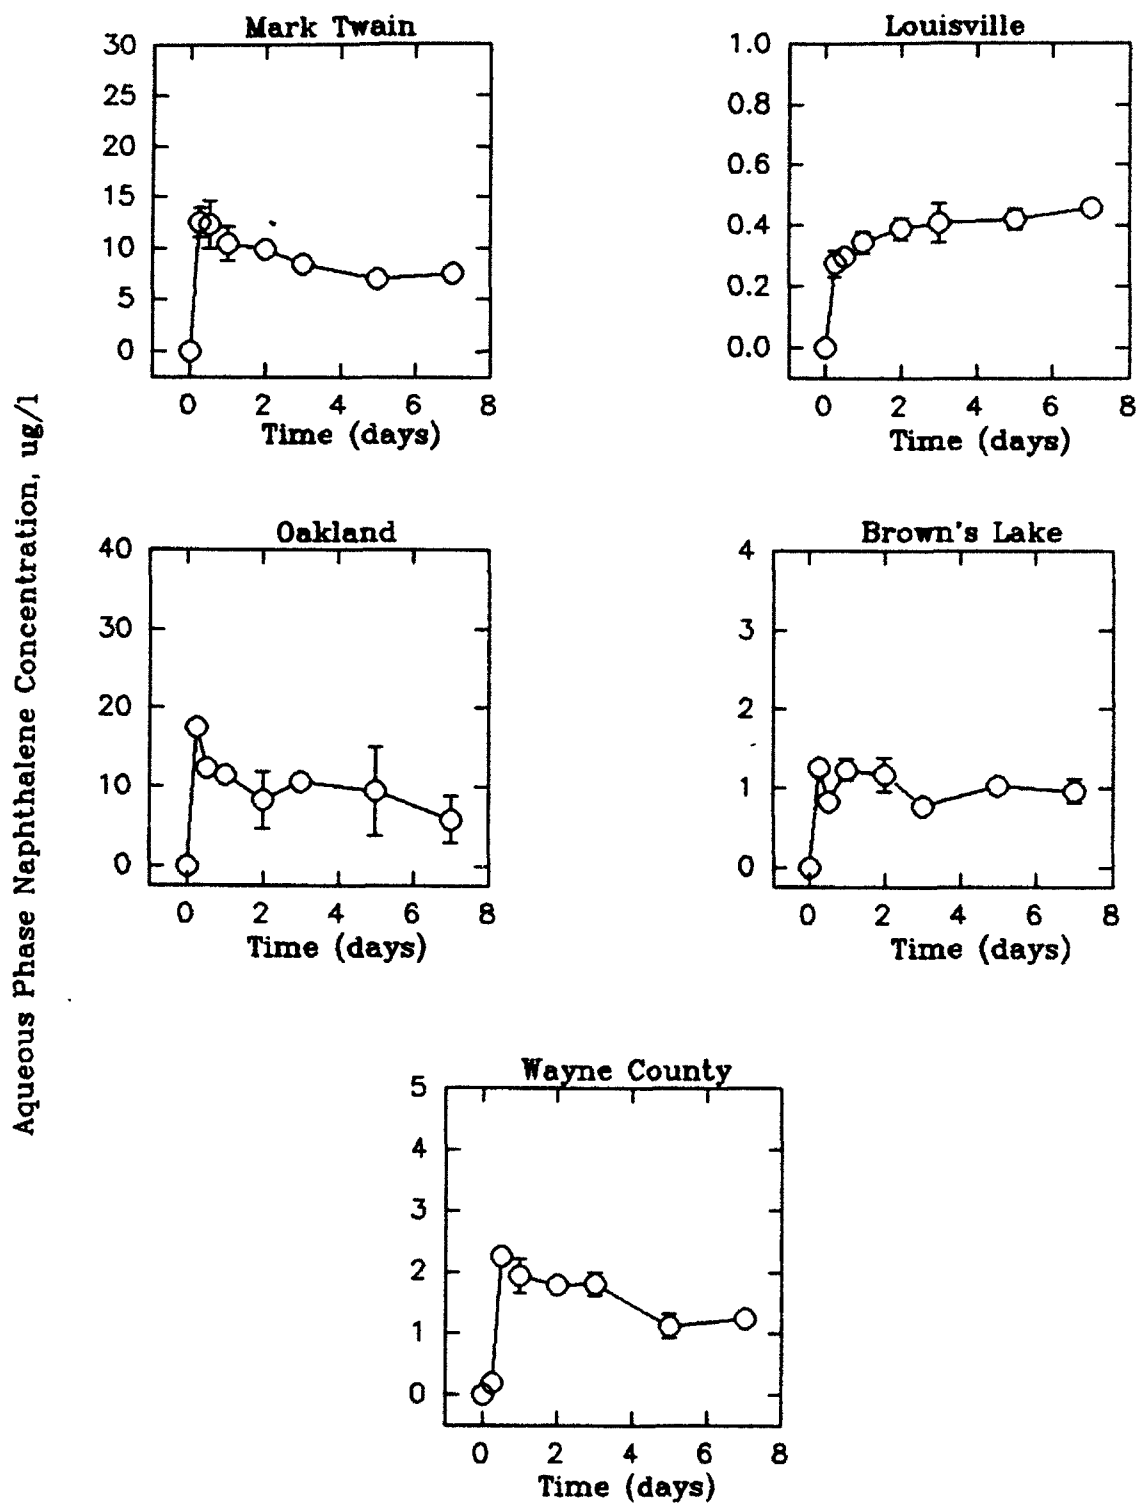 Aqueous Phase Naphthalene Concentration, ug/l
Mark Twain
30
25
20
15
10
5
0
0 2 4 6 8
Time (days)
Louisville
1.0
0.8
0.6
0.4
0.2
0.0
0 2 4 6 8
Time (days)
Oakland
40
30
20
10
0
0 2 4 6 8
Time (days)
Brown's Lake
4
3
2
1
0
0 2 4 6 8
Time (days)
Wayne County
5
4
3
2
1
0
0 2 4 6 8
Time (days)